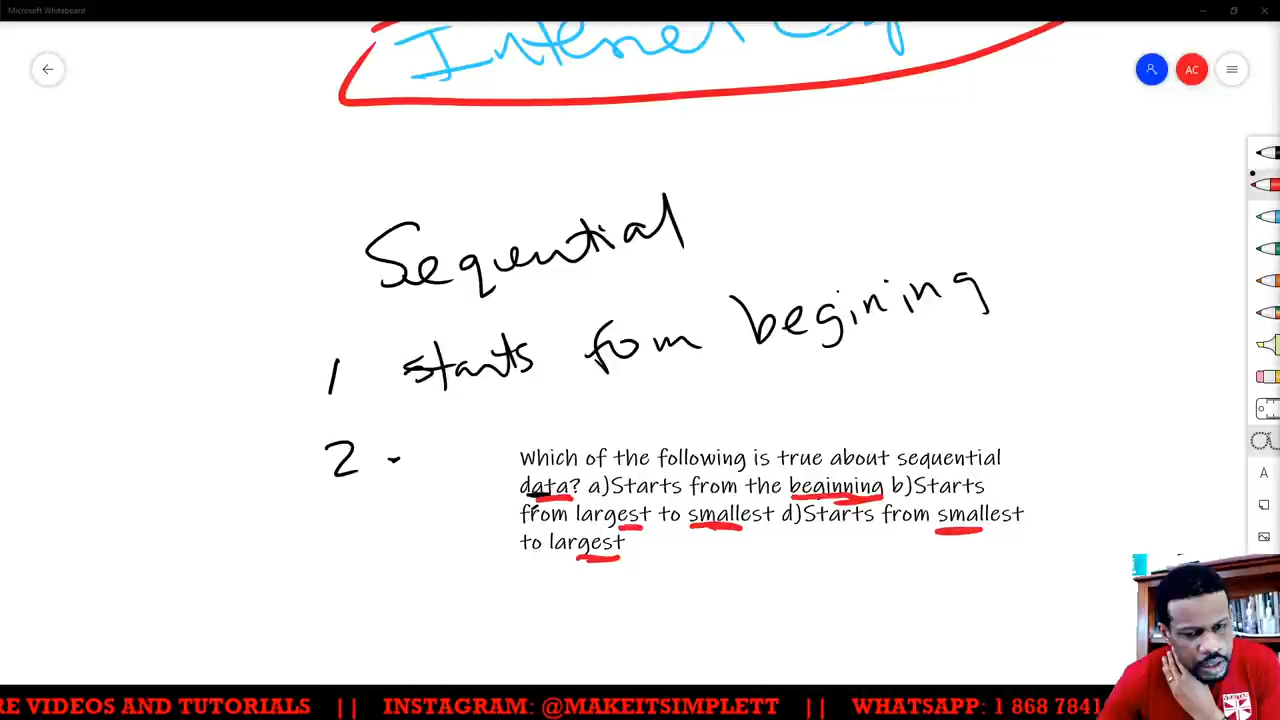 Microsoft Whiteboard
AC
Sequential
1 starts from begining
2 -
Which of the following is true about sequential
data? a)Starts from the beginning b)Starts
from largest to smallest d)Starts from smallest
to largest
RE VIDEOS AND TUTORIALS || INSTAGRAM: @MAKEITSIMPLETT || WHATSAPP: 1 868 7841